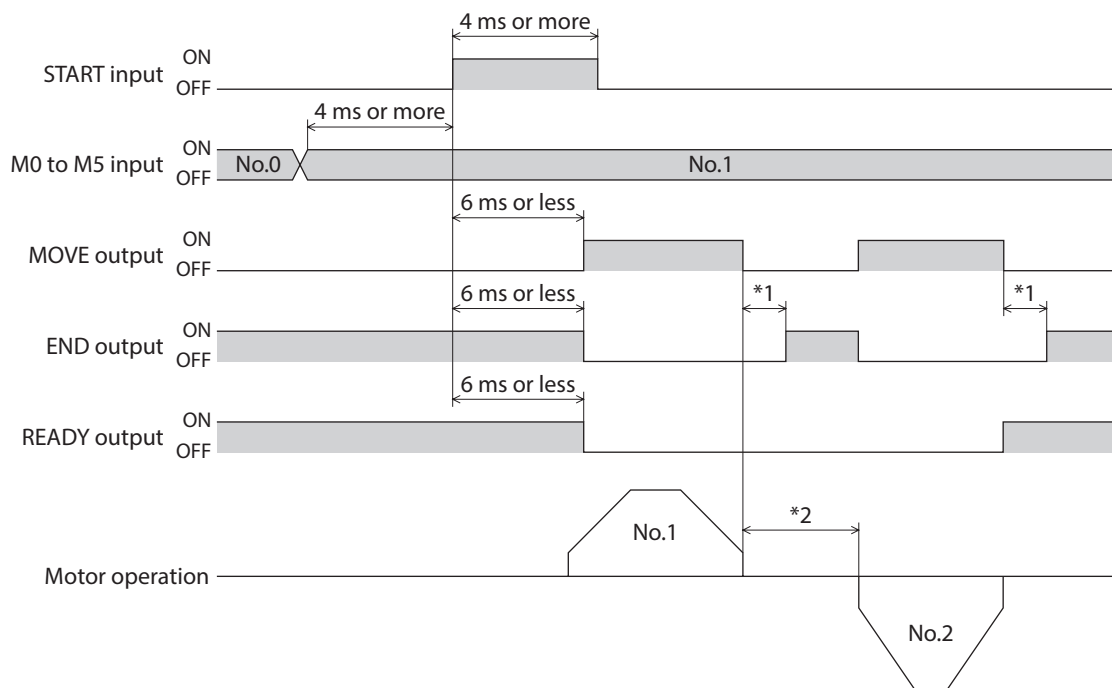 4 ms or more
START input
ON
OFF
4 ms or more
M0 to M5 input
ON
OFF
No.0
No.1
6 ms or less
MOVE output
ON
OFF
6 ms or less
*1
*1
END output
ON
OFF
6 ms or less
READY output
ON
OFF
No.1
*2
Motor operation
No.2